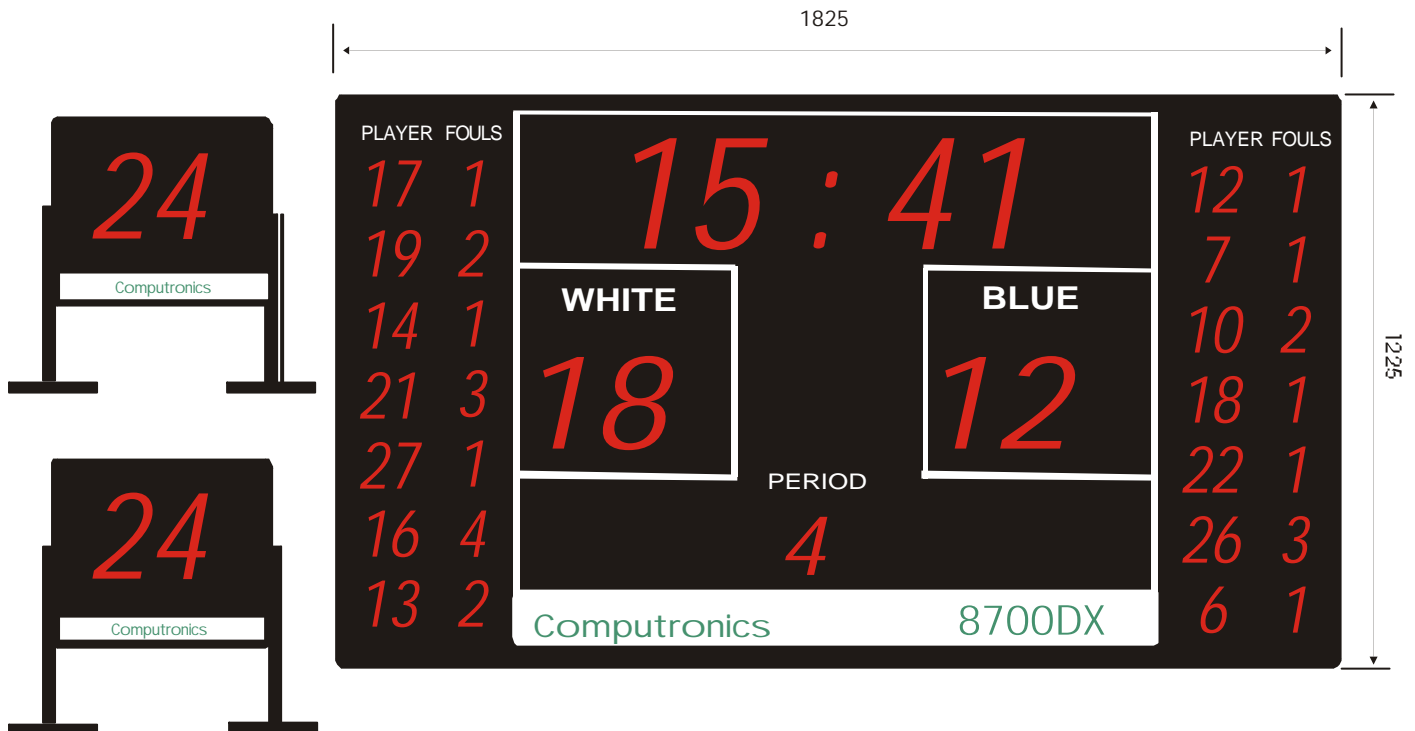 1825
24
Computronics
24
Computronics
PLAYER FOULS
17 1
19 2
14 1
21 3
27 1
16 4
13 2
15 : 41
WHITE
18
BLUE
12
PERIOD
4
Computronics 8700DX
PLAYER FOULS
12 1
7 1
10 2
18 1
22 1
26 3
6 1
1225